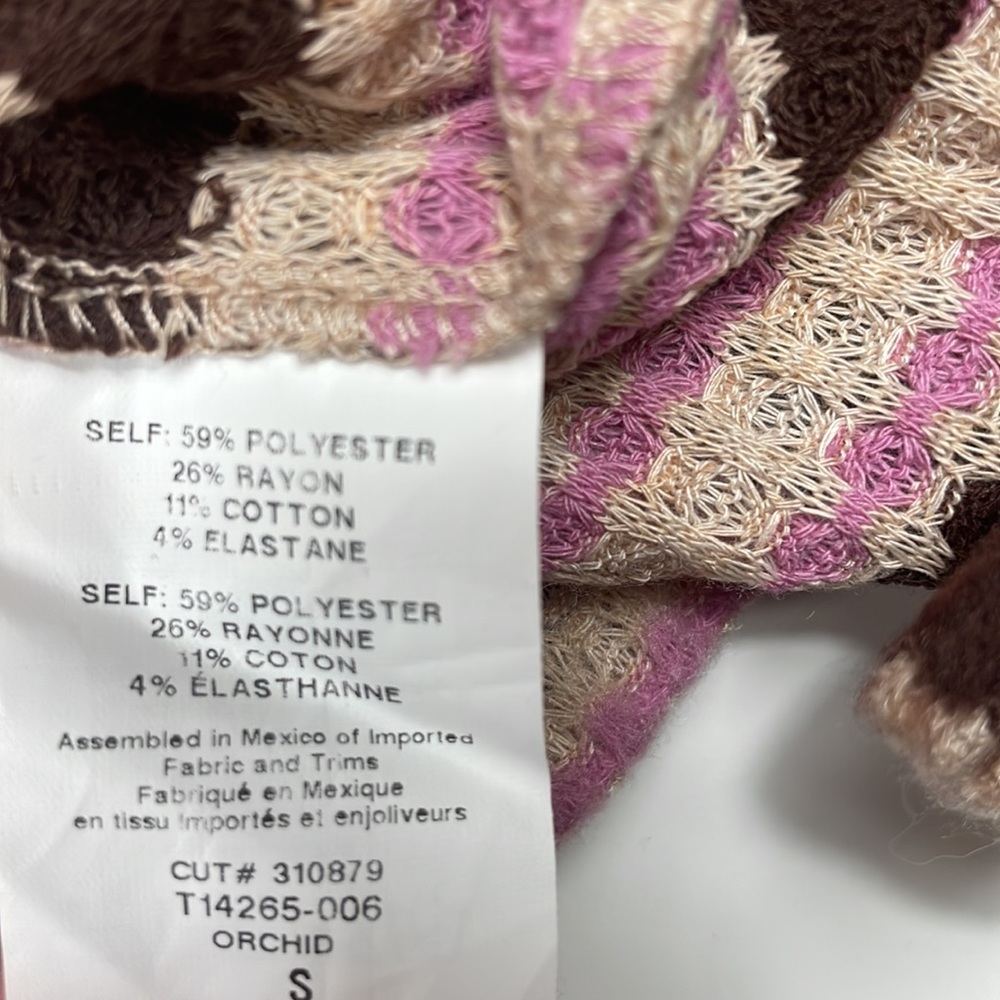 SELF: 59% POLYESTER
26% RAYON
11% COTTON
4% ELASTANE
SELF: 59% POLYESTER
26% RAYONNE
11% COTON
4% ÉLASTHANNE
Assembled in Mexico of Imported
Fabric and Trims
Fabriqué en Mexique
en tissu Importés et enjoliveurs
CUT# 310879
T14265-006
ORCHID
S